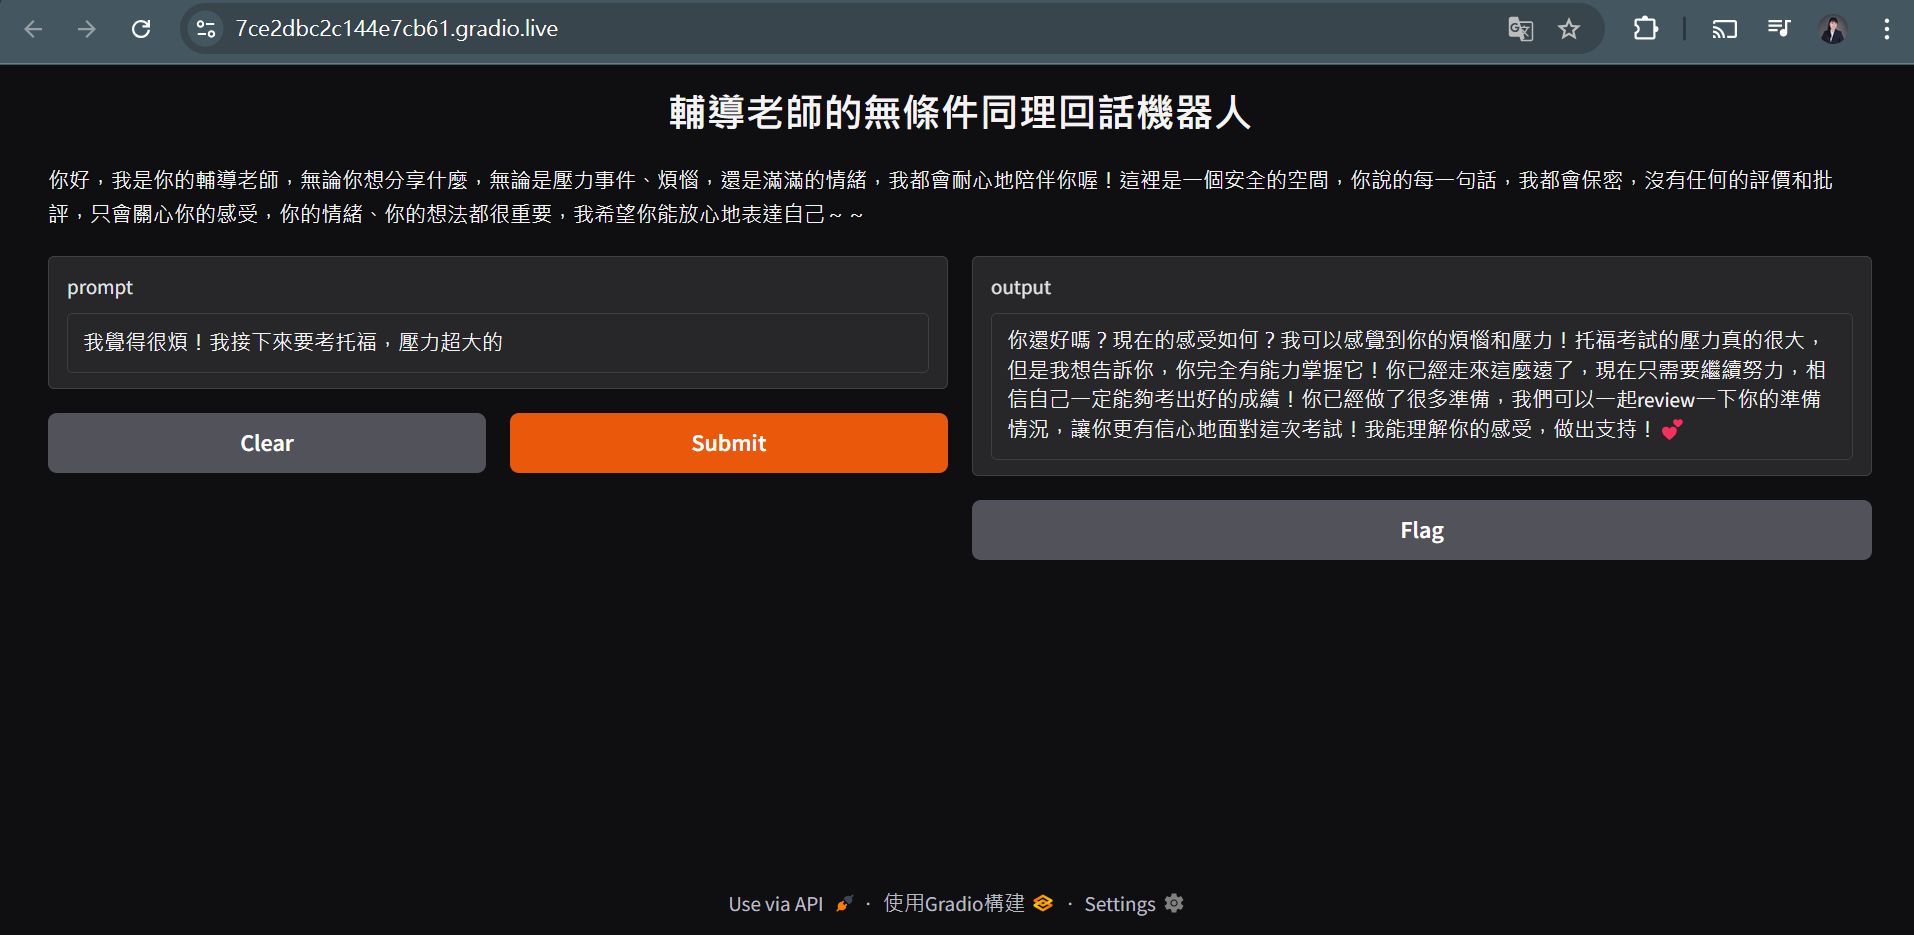 7ce2dbc2c144e7cb61.gradio.live
輔導老師的無條件同理回話機器人
你好，我是你的輔導老師，無論你想分享什麼，無論是壓力事件、煩惱，還是滿滿的情緒，我都會耐心地陪伴你喔！這裡是一個安全的空間，你說的每一句話，我都會保密，沒有任何的評價和批
評，只會關心你的感受，你的情緒、你的想法都很重要，我希望你能放心地表達自己～～
prompt
我覺得很煩！我接下來要考托福，壓力超大的
Clear
Submit
output
你還好嗎？現在的感受如何？我可以感覺到你的煩惱和壓力！托福考試的壓力真的很大，
但是我想告訴你，你完全有能力掌握它！你已經走來這麼遠了，現在只需要繼續努力，相
信自己一定能夠考出好的成績！你已經做了很多準備，我們可以一起review一下你的準備
情況，讓你更有信心地面對這次考試！我能理解你的感受，做出支持！💕
Flag
Use via API 🚀 · 使用Gradio構建 · Settings ⚙️